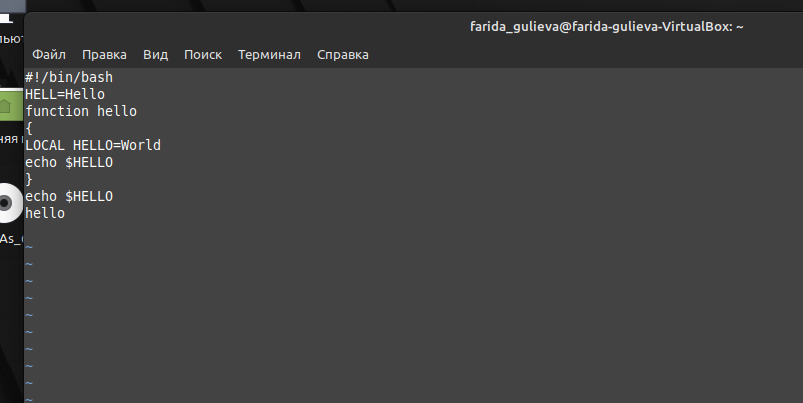 farida_gulieva@farida-gulieva-VirtualBox: ~
Файл Правка Вид Поиск Терминал Справка
#!/bin/bash
HELL=Hello
function hello
{
LOCAL HELLO=World
echo $HELLO
}
echo $HELLO
hello
~
~
~
~
~
~
~
~
~
~